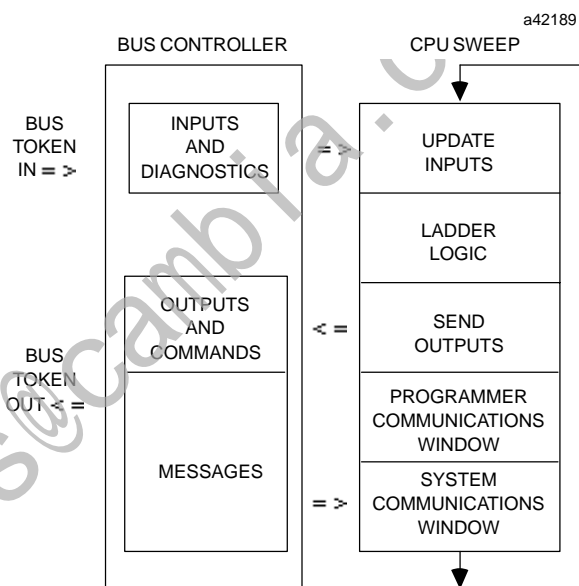 a42189
BUS CONTROLLER
CPU SWEEP
BUS
TOKEN
IN = >
INPUTS
AND
DIAGNOSTICS
= >
UPDATE
INPUTS
LADDER
LOGIC
OUTPUTS
AND
COMMANDS
< =
SEND
OUTPUTS
BUS
TOKEN
OUT < =
MESSAGES
PROGRAMMER
COMMUNICATIONS
WINDOW
= >
SYSTEM
COMMUNICATIONS
WINDOW
s@cambia.c